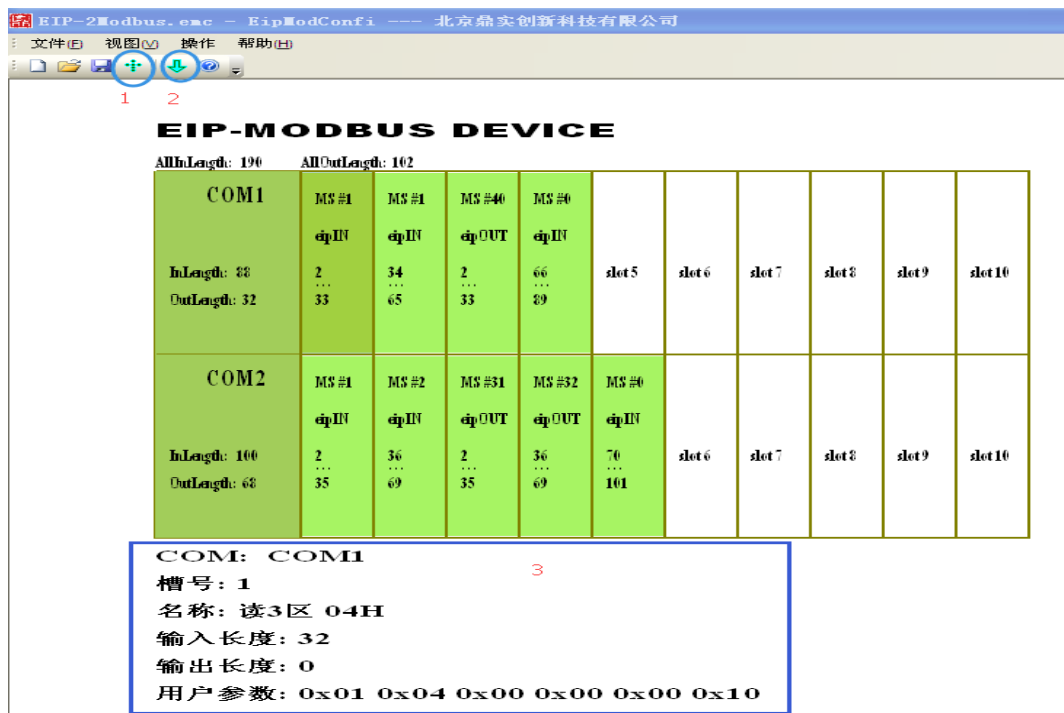 EIP-2Modbus.emc - EipModConfi --- 北京鼎实创新科技有限公司
文件(F) 视图(V) 操作 帮助(H)
1 2
EIP-MODBUS DEVICE
AllInLength: 190 AllOutLength: 102
COM1 MS #1 MS #1 MS #40 MS #0
eipIN eipIN eipOUT eipIN
InLength: 88 2 34 2 66 slot 5 slot 6 slot 7 slot 8 slot 9 slot 10
... ... ... ...
OutLength: 32 33 65 33 89
COM2 MS #1 MS #2 MS #31 MS #32 MS #0
eipIN eipIN eipOUT eipOUT eipIN
InLength: 100 2 36 2 36 70 slot 6 slot 7 slot 8 slot 9 slot 10
... ... ... ... ...
OutLength: 68 35 69 35 69 101
COM: COM1
3
槽号: 1
名称: 读3区 04H
输入长度: 32
输出长度: 0
用户参数: 0x01 0x04 0x00 0x00 0x00 0x10